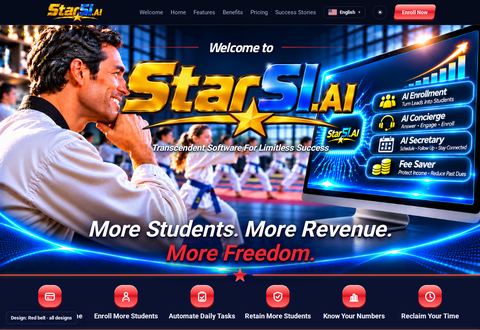 StarSI.AI
Welcome Home Features Benefits Pricing Success Stories English Enroll Now
Welcome to
StarSI.AI
Transcendent Software For Limitless Success
AI Enrollment
Turn Leads into Students
AI Concierge
Answer • Engage • Enroll
AI Secretary
Schedule • Follow Up • Stay Connected
Fee Saver
Protect Income • Reduce Past Dues
StarSI.AI
More Students. More Revenue.
More Freedom.
Enroll More Students
Automate Daily Tasks
Retain More Students
Know Your Numbers
Reclaim Your Time
Design: Red belt - all designs